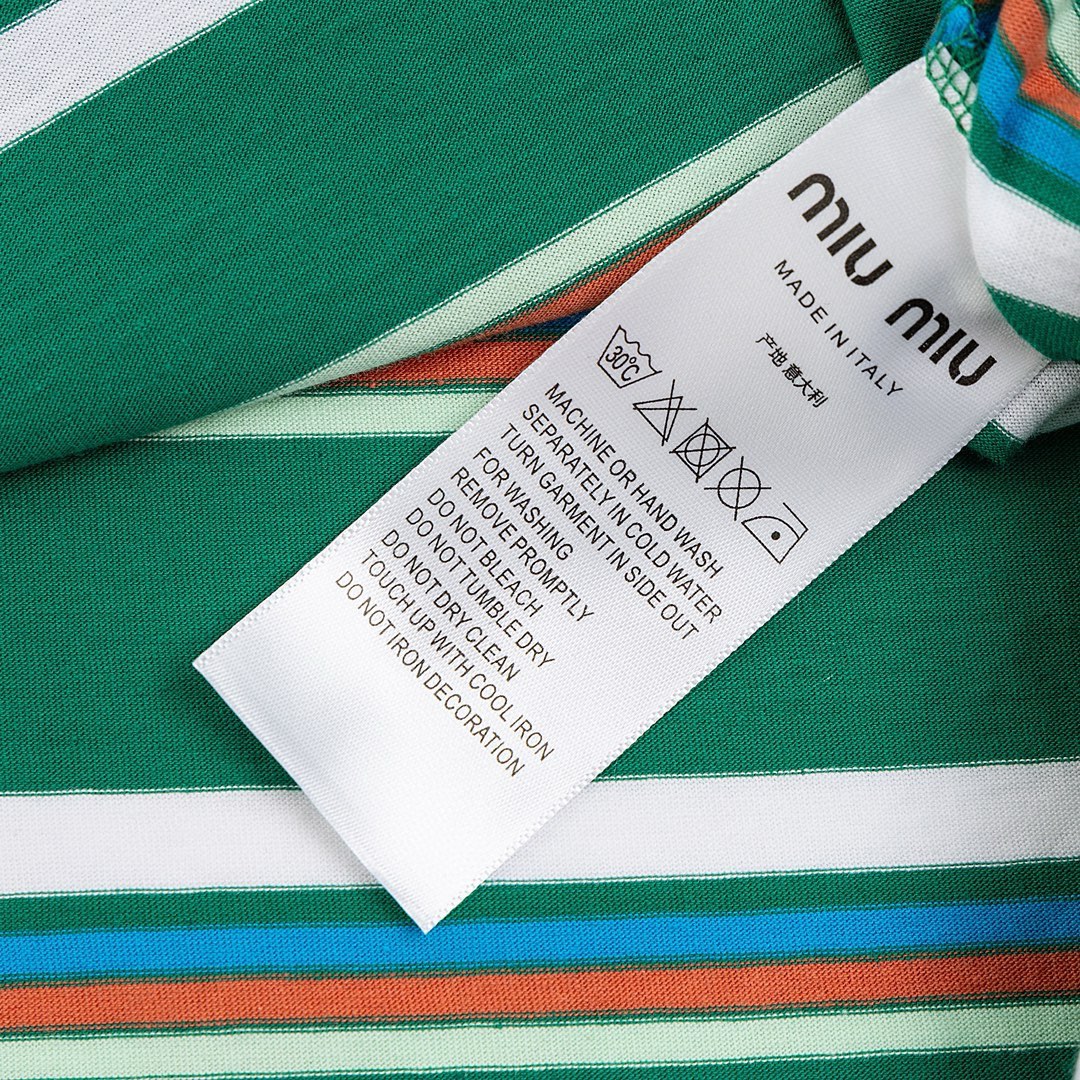 MIU MIU
MADE IN ITALY
产地意大利
30℃
MACHINE OR HAND WASH
SEPARATELY IN COLD WATER
TURN GARMENT IN SIDE OUT
FOR WASHING
REMOVE PROMPTLY
DO NOT BLEACH
DO NOT TUMBLE DRY
DO NOT DRY CLEAN
TOUCH UP WITH COOL IRON
DO NOT IRON DECORATION